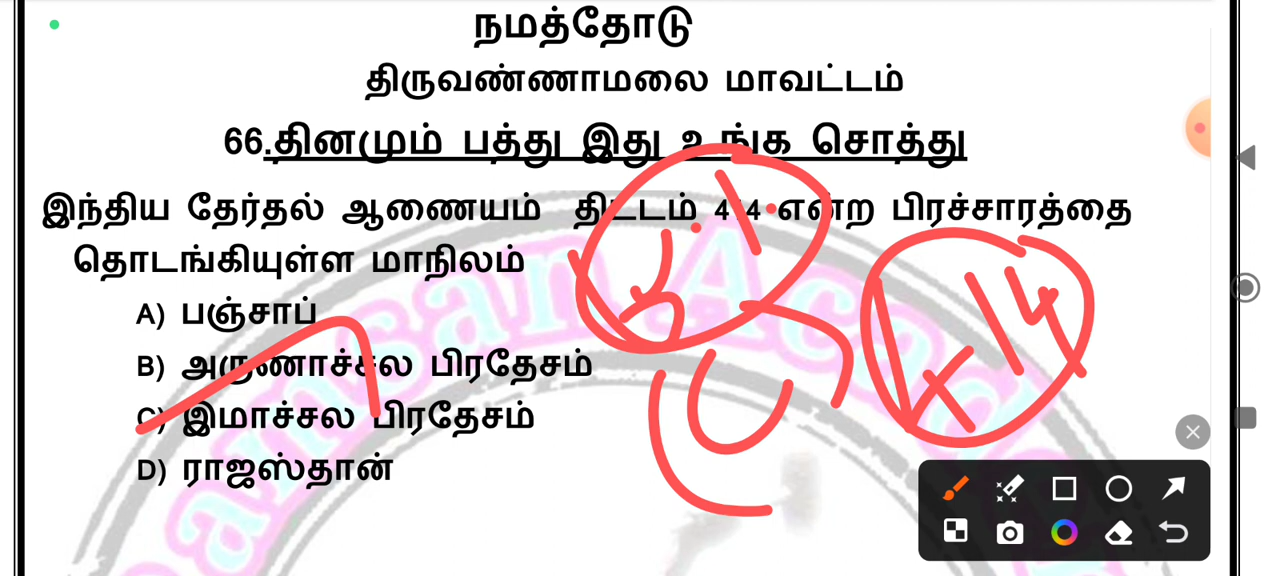 நமத்தோடு
திருவண்ணாமலை மாவட்டம்
66.தினமும் பத்து இது உங்க சொத்து
இந்திய தேர்தல் ஆணையம் திட்டம் 414 என்ற பிரச்சாரத்தை
தொடங்கியுள்ள மாநிலம்
A) பஞ்சாப்
B) அருணாச்சல பிரதேசம்
C) இமாச்சல பிரதேசம்
D) ராஜஸ்தான்